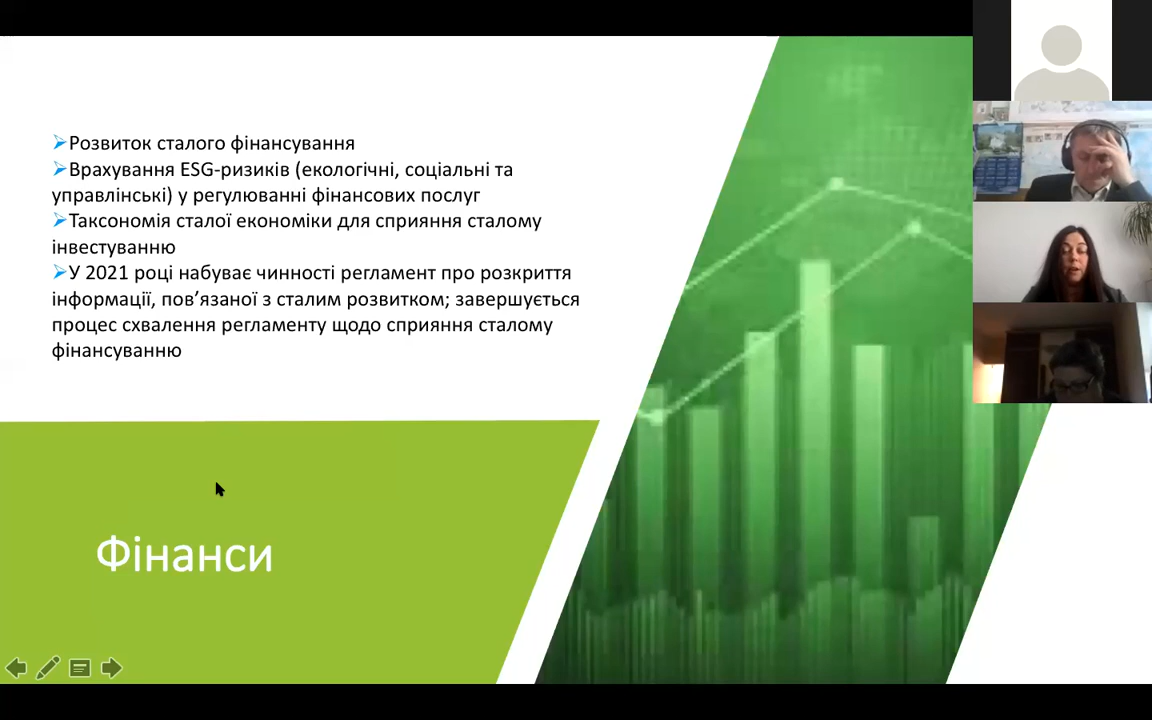 ➢Розвиток сталого фінансування
➢Врахування ESG-ризиків (екологічні, соціальні та
управлінські) у регулюванні фінансових послуг
➢Таксономія сталої економіки для сприяння сталому
інвестуванню
➢У 2021 році набуває чинності регламент про розкриття
інформації, пов’язаної з сталим розвитком; завершується
процес схвалення регламенту щодо сприяння сталому
фінансуванню
Фінанси